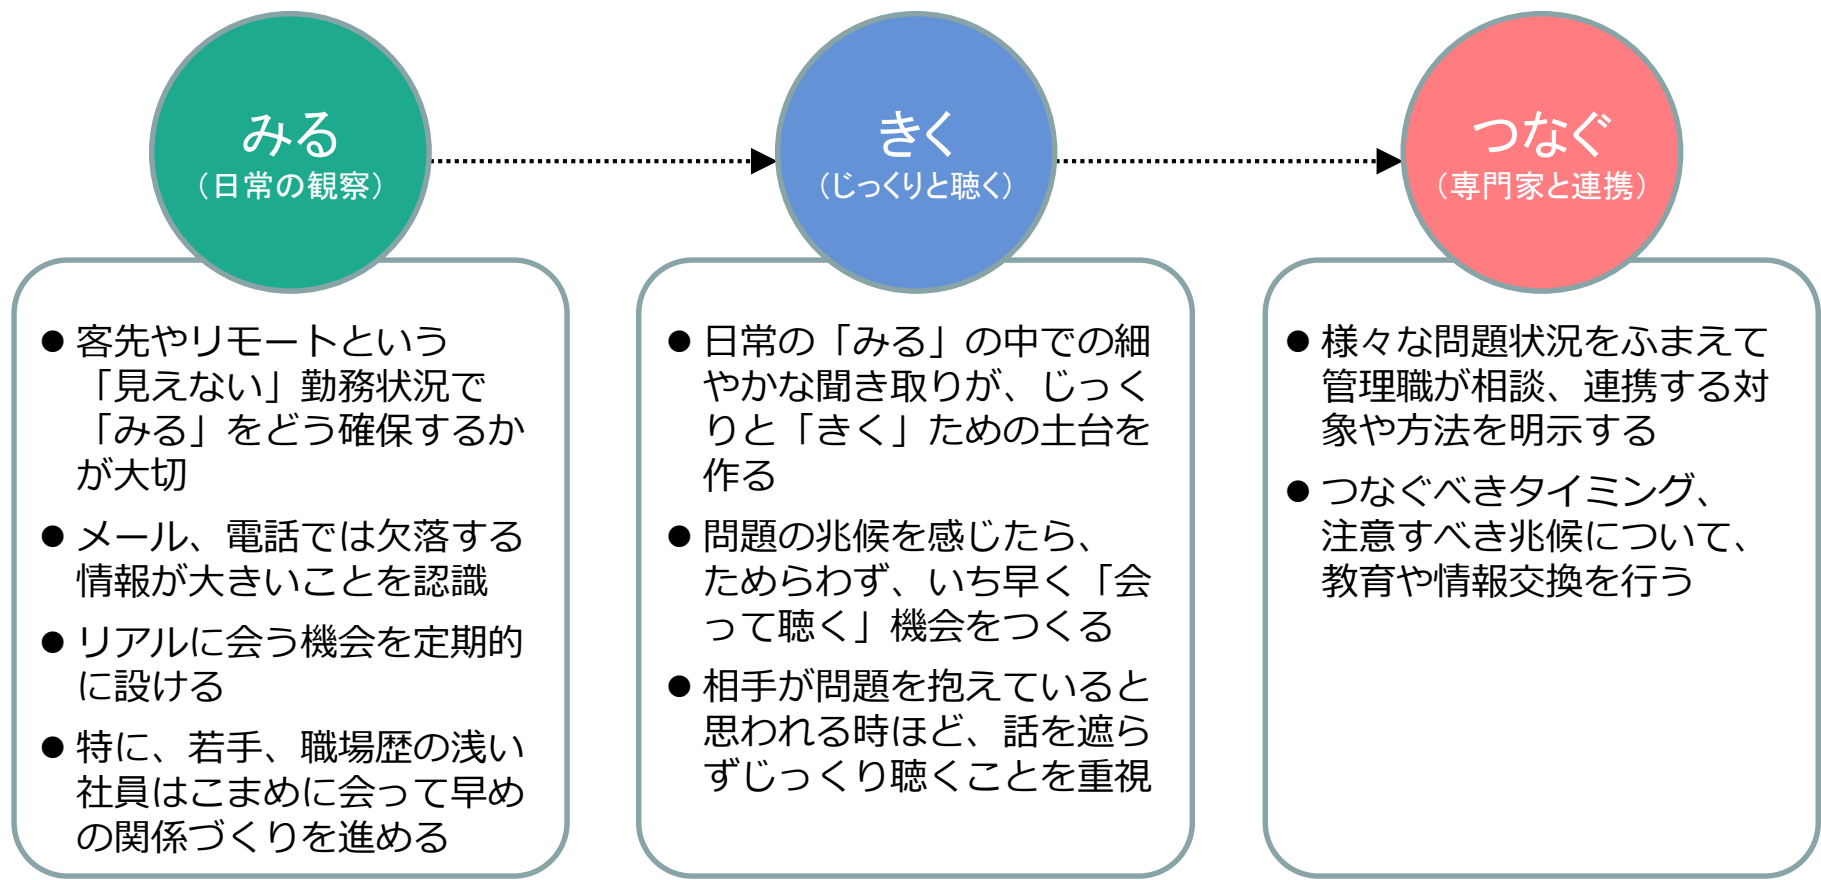 みる
（日常の観察）
● 客先やリモートという
「見えない」勤務状況で
「みる」をどう確保するか
が大切
● メール、電話では欠落する
情報が大きいことを認識
● リアルに会う機会を定期的
に設ける
● 特に、若手、職場歴の浅い
社員はこまめに会って早め
の関係づくりを進める
きく
（じっくりと聴く）
● 日常の「みる」の中での細
やかな聞き取りが、じっく
りと「きく」ための土台を
作る
● 問題の兆候を感じたら、
ためらわず、いち早く「会
って聴く」機会をつくる
● 相手が問題を抱えていると
思われる時ほど、話を遮ら
ずじっくり聴くことを重視
つなぐ
（専門家と連携）
● 様々な問題状況をふまえて
管理職が相談、連携する対
象や方法を明示する
● つなぐべきタイミング、
注意すべき兆候について、
教育や情報交換を行う